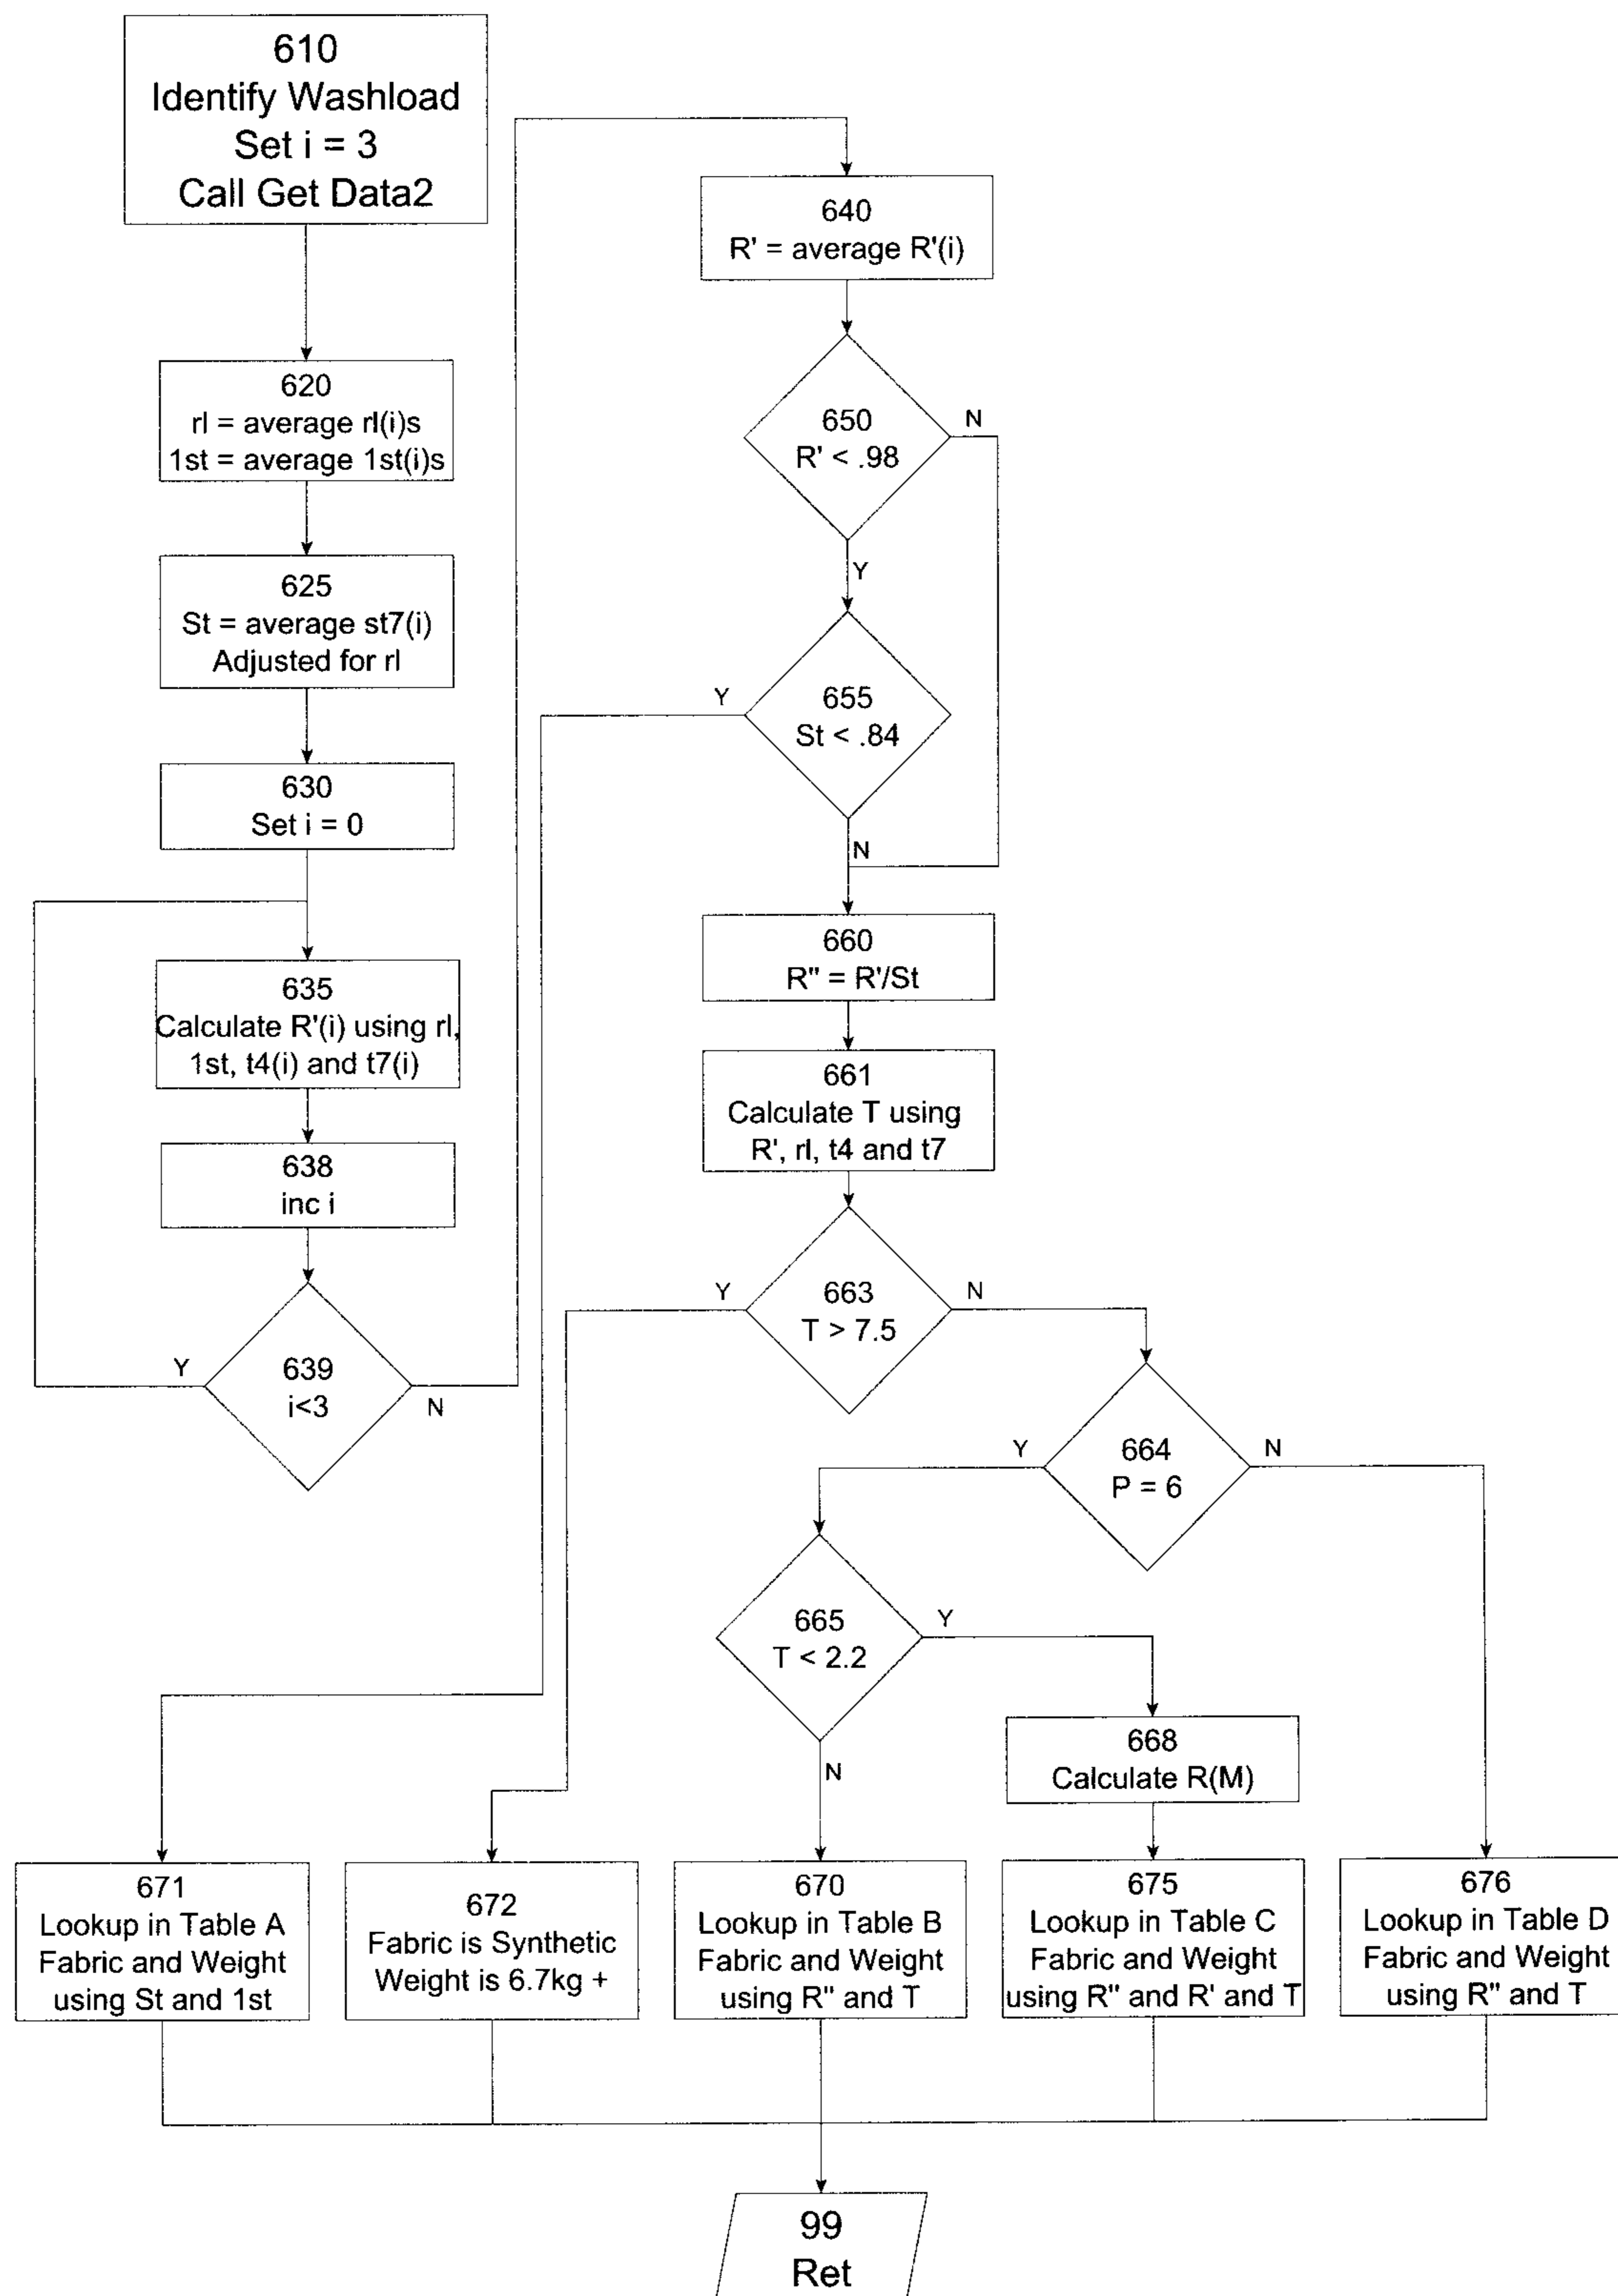 610
Identify Washload
Set i = 3
Call Get Data2
620
rl = average rl(i)s
1st = average 1st(i)s
625
St = average st7(i)
Adjusted for rl
630
Set i = 0
635
Calculate R'(i) using rl,
1st, t4(i) and t7(i)
638
inc i
639
i<3
Y
N
640
R' = average R'(i)
650
R' < .98
N
Y
655
St < .84
Y
N
660
R" = R'/St
661
Calculate T using
R', rl, t4 and t7
663
T > 7.5
Y
N
664
P = 6
Y
N
665
T < 2.2
Y
N
668
Calculate R(M)
671
Lookup in Table A
Fabric and Weight
using St and 1st
672
Fabric is Synthetic
Weight is 6.7kg +
670
Lookup in Table B
Fabric and Weight
using R" and T
675
Lookup in Table C
Fabric and Weight
using R" and R' and T
676
Lookup in Table D
Fabric and Weight
using R" and T
99
Ret